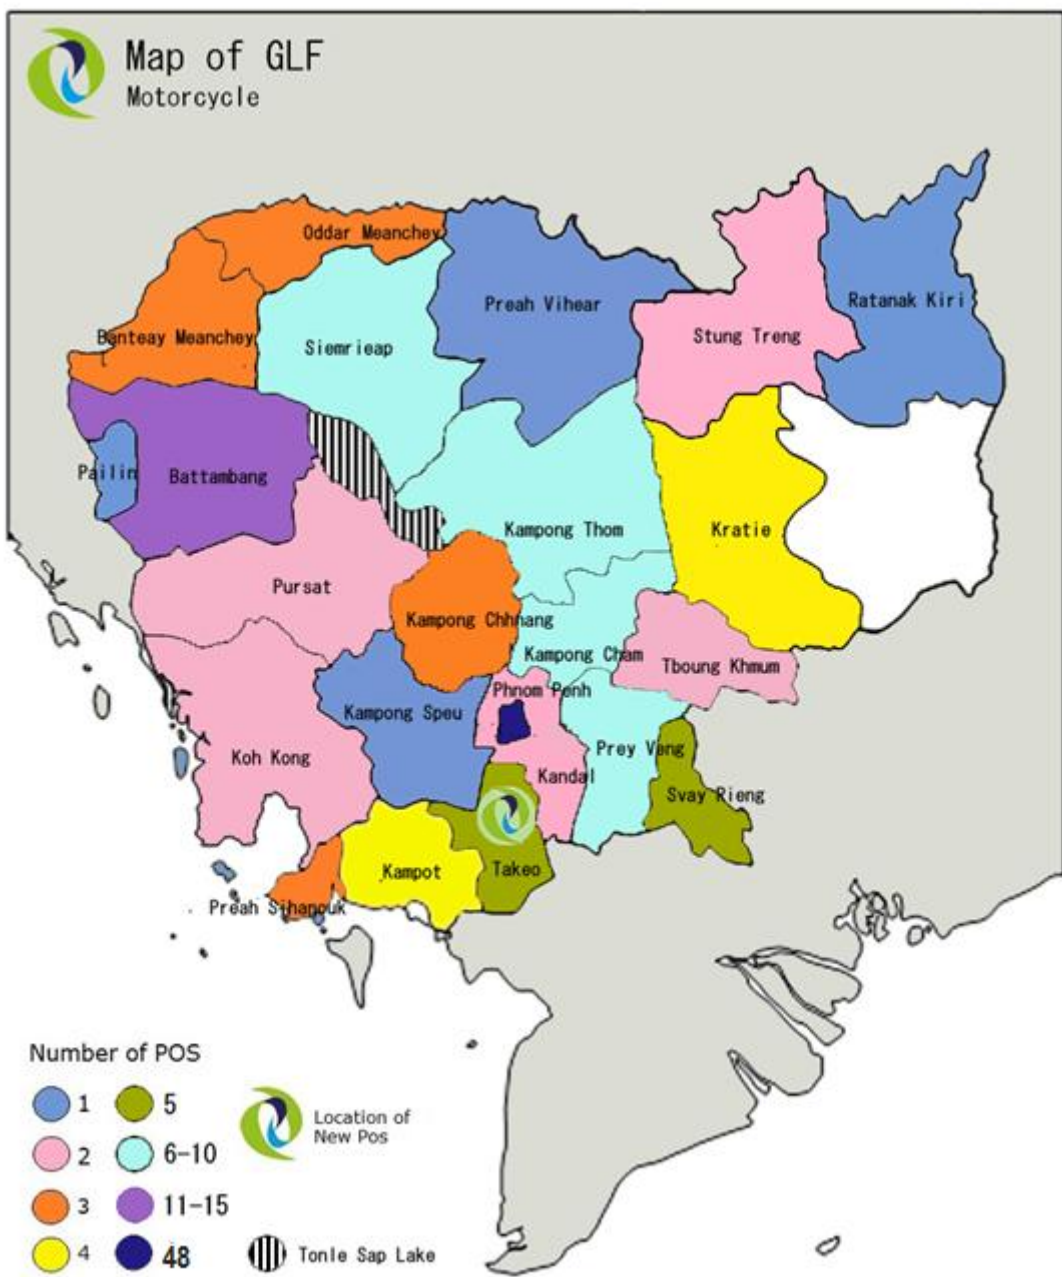 Map of GLF
Motorcycle
Oddar Meanchey
Preah Vihear
Ratanak Kiri
Banteay Meanchey
Siemrieap
Stung Treng
Pailin
Battambang
Kampong Thom
Kratie
Pursat
Kampong Chhnang
Kampong Cham
Tboung Khmum
Phnom Penh
Kampong Speu
Koh Kong
Prey Veng
Kandal
Svay Rieng
Takeo
Kampot
Preah Sihanouk
Number of POS
1
5
2
6-10
3
11-15
4
48
Location of
New Pos
Tonle Sap Lake